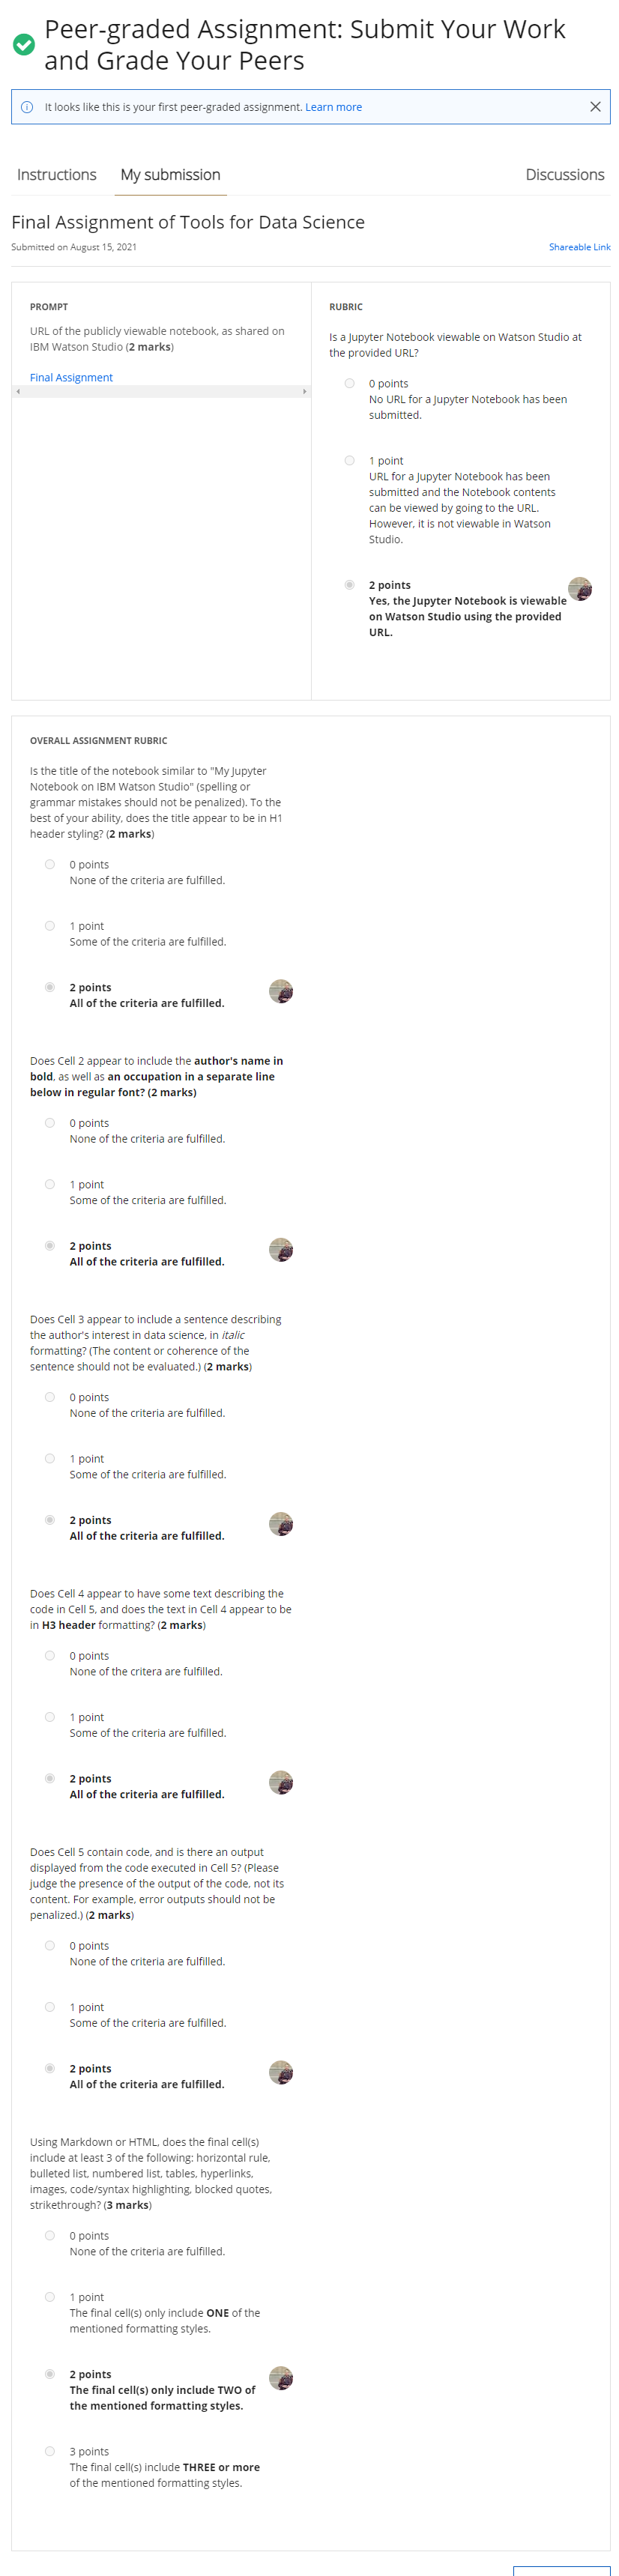 Peer-graded Assignment: Submit Your Work
and Grade Your Peers
It looks like this is your first peer-graded assignment. Learn more
Instructions
My submission
Discussions
Final Assignment of Tools for Data Science
Submitted on August 15, 2021
Shareable Link
PROMPT
URL of the publicly viewable notebook, as shared on
IBM Watson Studio (2 marks)
Final Assignment
RUBRIC
Is a Jupyter Notebook viewable on Watson Studio at
the provided URL?
0 points
No URL for a Jupyter Notebook has been
submitted.
1 point
URL for a Jupyter Notebook has been
submitted and the Notebook contents
can be viewed by going to the URL.
However, it is not viewable in Watson
Studio.
2 points
Yes, the Jupyter Notebook is viewable
on Watson Studio using the provided
URL.
OVERALL ASSIGNMENT RUBRIC
Is the title of the notebook similar to "My Jupyter
Notebook on IBM Watson Studio" (spelling or
grammar mistakes should not be penalized). To the
best of your ability, does the title appear to be in H1
header styling? (2 marks)
0 points
None of the criteria are fulfilled.
1 point
Some of the criteria are fulfilled.
2 points
All of the criteria are fulfilled.
Does Cell 2 appear to include the author's name in
bold, as well as an occupation in a separate line
below in regular font? (2 marks)
0 points
None of the criteria are fulfilled.
1 point
Some of the criteria are fulfilled.
2 points
All of the criteria are fulfilled.
Does Cell 3 appear to include a sentence describing
the author's interest in data science, in italic
formatting? (The content or coherence of the
sentence should not be evaluated.) (2 marks)
0 points
None of the criteria are fulfilled.
1 point
Some of the criteria are fulfilled.
2 points
All of the criteria are fulfilled.
Does Cell 4 appear to have some text describing the
code in Cell 5, and does the text in Cell 4 appear to be
in H3 header formatting? (2 marks)
0 points
None of the critera are fulfilled.
1 point
Some of the criteria are fulfilled.
2 points
All of the criteria are fulfilled.
Does Cell 5 contain code, and is there an output
displayed from the code executed in Cell 5? (Please
judge the presence of the output of the code, not its
content. For example, error outputs should not be
penalized.) (2 marks)
0 points
None of the criteria are fulfilled.
1 point
Some of the criteria are fulfilled.
2 points
All of the criteria are fulfilled.
Using Markdown or HTML, does the final cell(s)
include at least 3 of the following: horizontal rule,
bulleted list, numbered list, tables, hyperlinks,
images, code/syntax highlighting, blocked quotes,
strikethrough? (3 marks)
0 points
None of the criteria are fulfilled.
1 point
The final cell(s) only include ONE of the
mentioned formatting styles.
2 points
The final cell(s) only include TWO of
the mentioned formatting styles.
3 points
The final cell(s) include THREE or more
of the mentioned formatting styles.